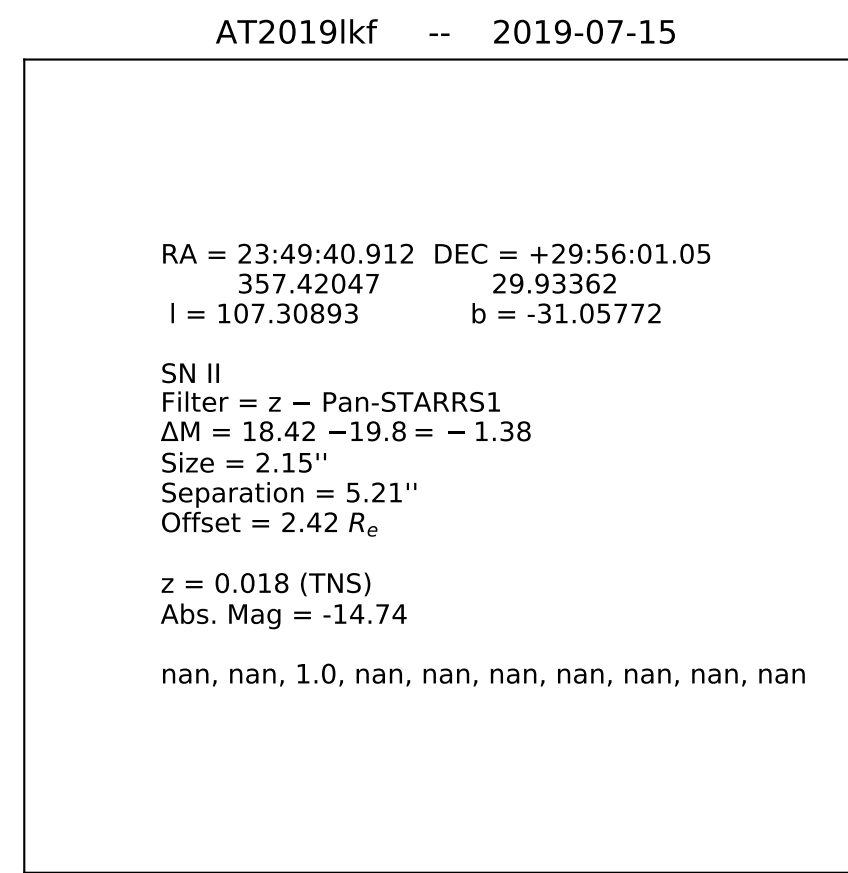 AT2019lkf -- 2019-07-15
RA = 23:49:40.912 DEC = +29:56:01.05
357.42047 29.93362
l = 107.30893 b = -31.05772
SN II
Filter = z − Pan-STARRS1
ΔM = 18.42 −19.8 = − 1.38
Size = 2.15''
Separation = 5.21''
Offset = 2.42 Rₑ
z = 0.018 (TNS)
Abs. Mag = -14.74
nan, nan, 1.0, nan, nan, nan, nan, nan, nan, nan